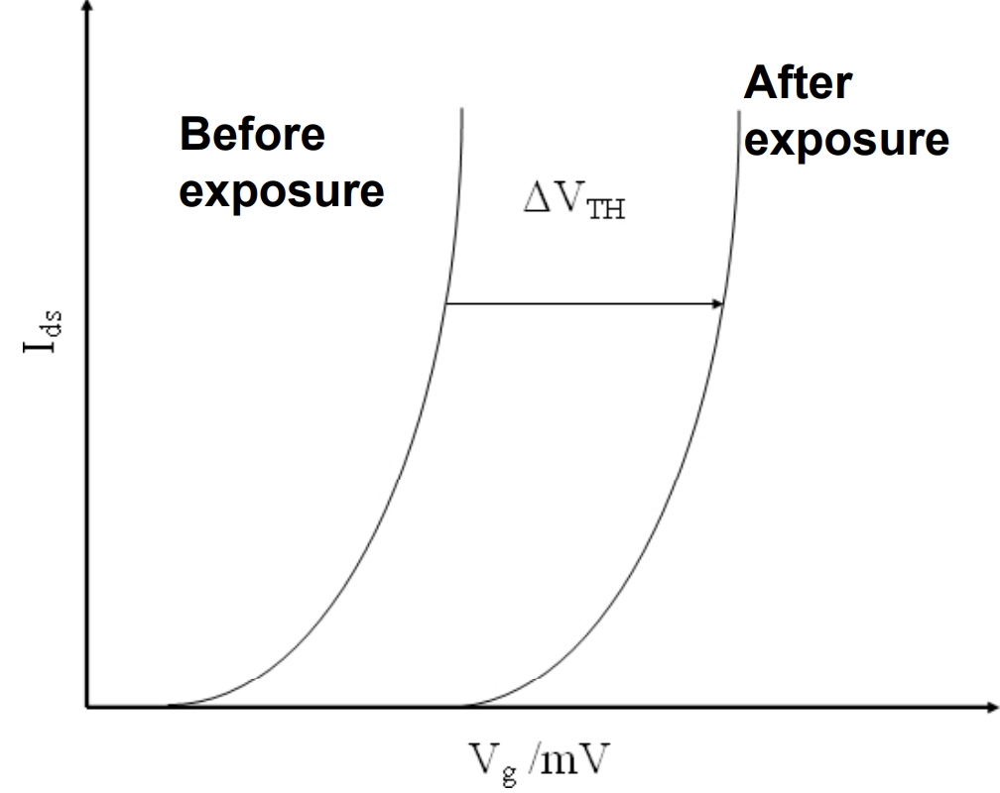 After
exposure
Before
exposure
ΔV_TH
I_ds
V_g /mV